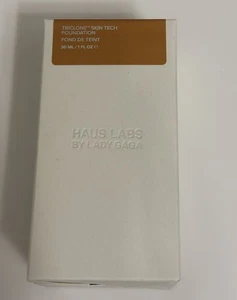 TRICLONE™ SKIN TECH
FOUNDATION
FOND DE TEINT
30 ML / 1 FL OZ ℮
HAUS LABS
BY LADY GAGA